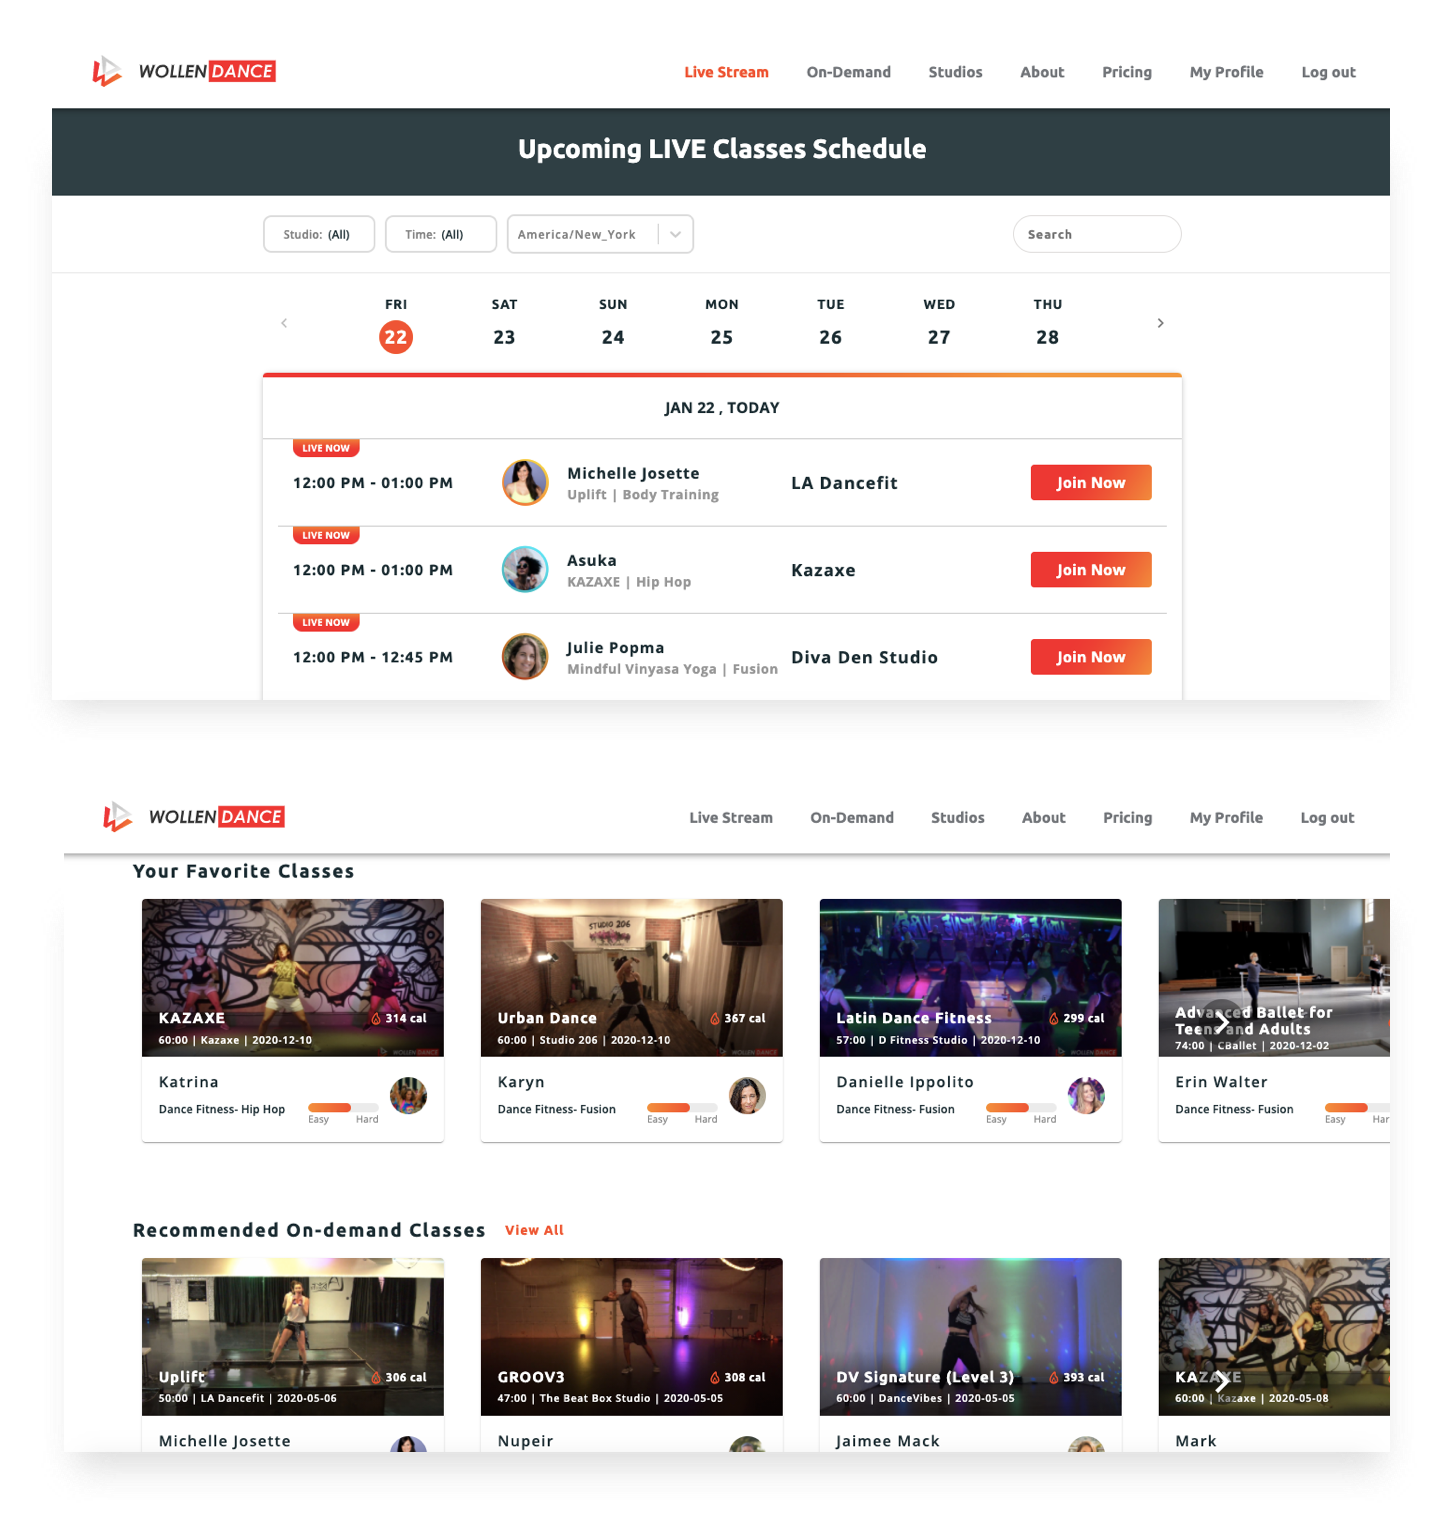 WOLLEN DANCE
Live Stream On-Demand Studios About Pricing My Profile Log out
Upcoming LIVE Classes Schedule
Studio: (All) Time: (All) America/New_York Search
FRI SAT SUN MON TUE WED THU
22 23 24 25 26 27 28
JAN 22 , TODAY
LIVE NOW
12:00 PM - 01:00 PM Michelle Josette LA Dancefit Join Now
Uplift | Body Training
LIVE NOW
12:00 PM - 01:00 PM Asuka Kazaxe Join Now
KAZAXE | Hip Hop
LIVE NOW
12:00 PM - 12:45 PM Julie Popma Diva Den Studio Join Now
Mindful Vinyasa Yoga | Fusion
WOLLEN DANCE
Live Stream On-Demand Studios About Pricing My Profile Log out
Your Favorite Classes
STUDIO 206
KAZAXE 314 cal
60:00 | Kazaxe | 2020-12-10
WOLLEN DANCE
Katrina
Dance Fitness- Hip Hop
Easy Hard
Urban Dance 367 cal
60:00 | Studio 206 | 2020-12-10
WOLLEN DANCE
Karyn
Dance Fitness- Fusion
Easy Hard
Latin Dance Fitness 299 cal
57:00 | D Fitness Studio | 2020-12-10
WOLLEN DANCE
Danielle Ippolito
Dance Fitness- Fusion
Easy Hard
Advanced Ballet for
Teens and Adults
74:00 | CBallet | 2020-12-02
Erin Walter
Dance Fitness- Fusion
Easy Har
Recommended On-demand Classes View All
Uplift 306 cal
50:00 | LA Dancefit | 2020-05-06
Michelle Josette
GROOV3 308 cal
47:00 | The Beat Box Studio | 2020-05-05
Nupeir
DV Signature (Level 3) 393 cal
60:00 | DanceVibes | 2020-05-05
Jaimee Mack
KAZAXE
60:00 | Kazaxe | 2020-05-08
Mark